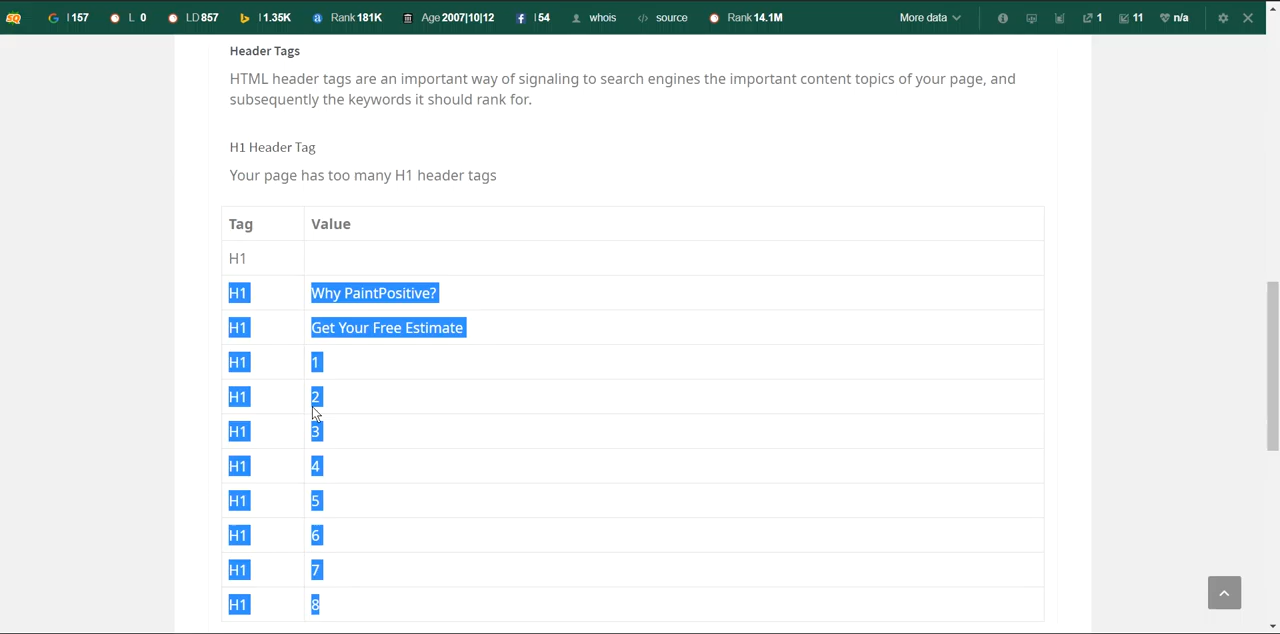 SQ I 157 L 0 LD 857 I 1.35K Rank 181K Age 2007|10|12 I 54 whois source Rank 14.1M More data 1 11 n/a
Header Tags
HTML header tags are an important way of signaling to search engines the important content topics of your page, and
subsequently the keywords it should rank for.
H1 Header Tag
Your page has too many H1 header tags
Tag Value
H1
H1 Why PaintPositive?
H1 Get Your Free Estimate
H1 1
H1 2
H1 3
H1 4
H1 5
H1 6
H1 7
H1 8